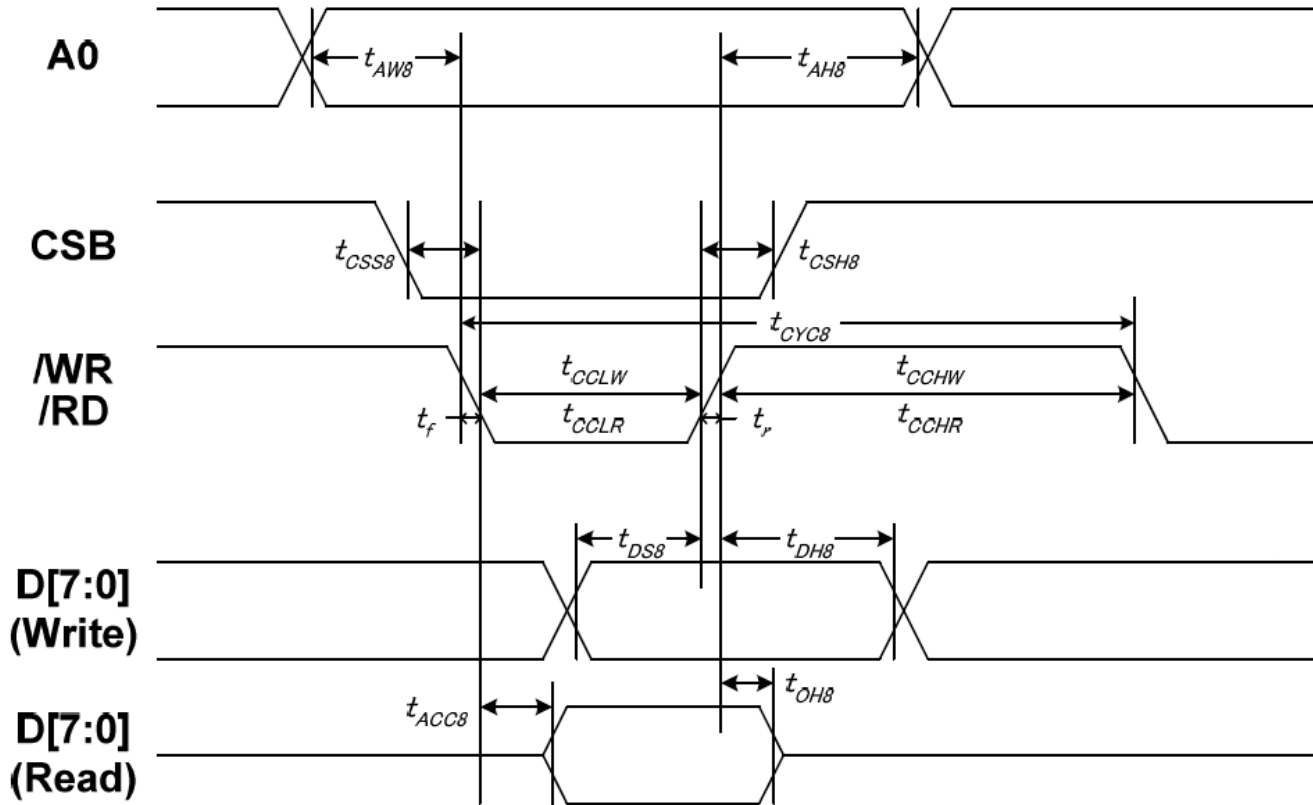 A0
tAW8
tAH8
CSB
tCSS8
tCSH8
tCYC8
/WR
/RD
tCCLW
tCCHW
tf
tCCLR
tr
tCCHR
D[7:0]
(Write)
tDS8
tDH8
D[7:0]
(Read)
tACC8
tOH8